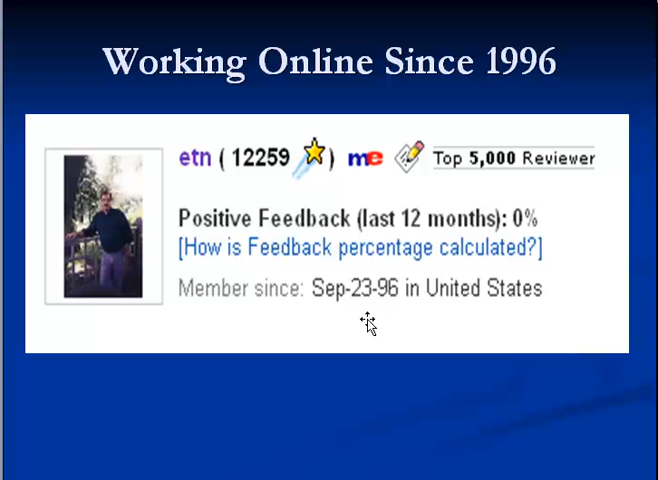 Working Online Since 1996
etn ( 12259 ) me Top 5,000 Reviewer
Positive Feedback (last 12 months): 0%
[How is Feedback percentage calculated?]
Member since: Sep-23-96 in United States